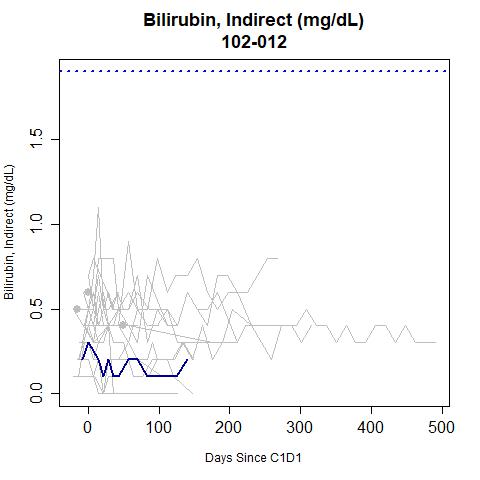 Bilirubin, Indirect (mg/dL)
102-012
Bilirubin, Indirect (mg/dL)
1.5
1.0
0.5
0.0
0 100 200 300 400 500
Days Since C1D1